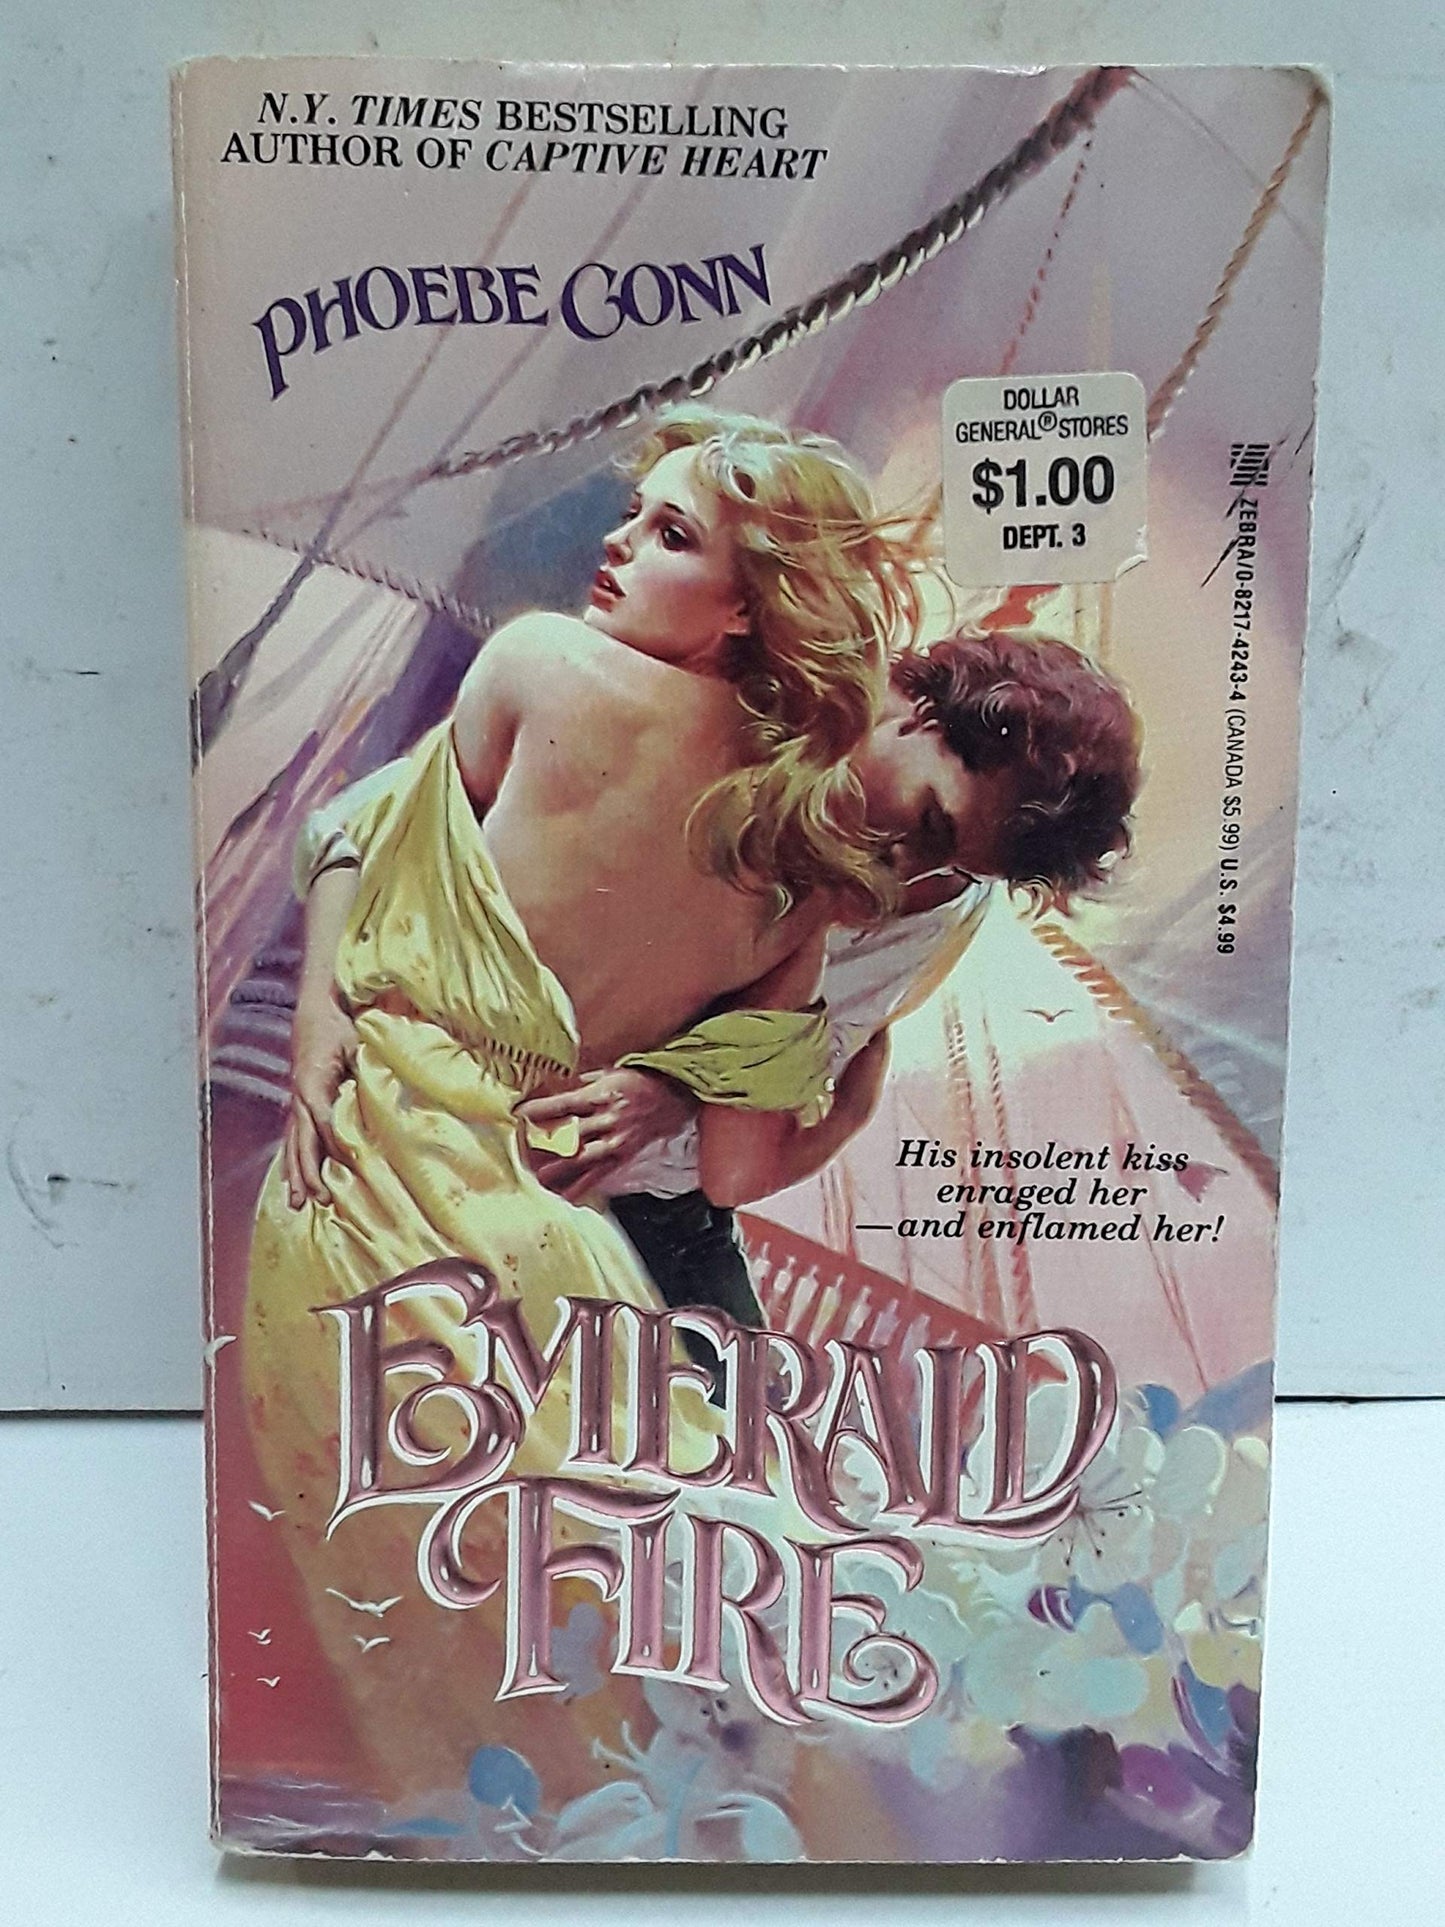 N.Y. TIMES BESTSELLING
AUTHOR OF CAPTIVE HEART
PHOEBE CONN
DOLLAR
GENERAL® STORES
$1.00
DEPT. 3
ZEBRA/0-8217-4243-4 (CANADA $5.99) U.S. $4.99
His insolent kiss
enraged her
—and enflamed her!
EMERALD
FIRE